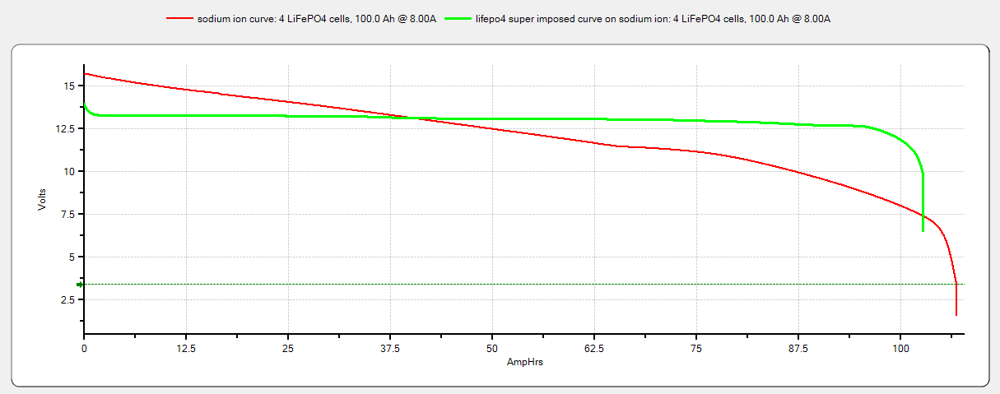 sodium ion curve: 4 LiFePO4 cells, 100.0 Ah @ 8.00A lifepo4 super imposed curve on sodium ion: 4 LiFePO4 cells, 100.0 Ah @ 8.00A
15
12.5
10
7.5
5
2.5
Volts
0 12.5 25 37.5 50 62.5 75 87.5 100
AmpHrs